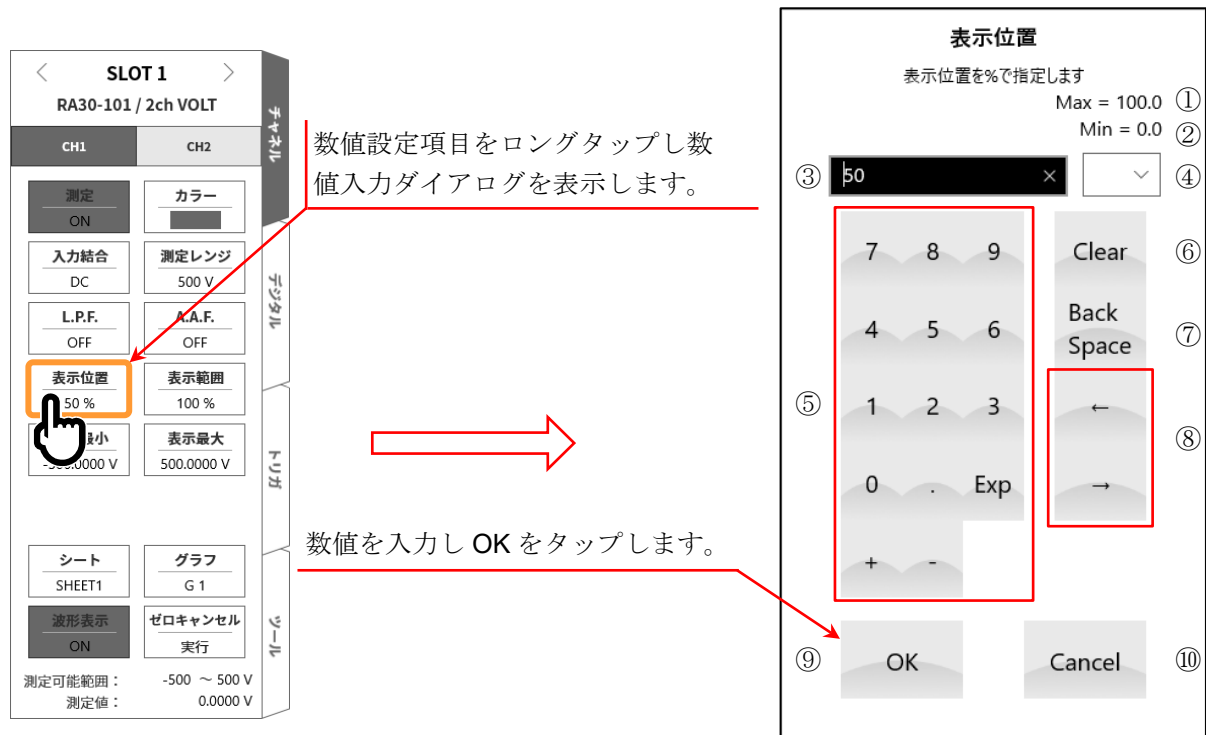 SLOT 1
RA30-101 / 2ch VOLT
CH1
CH2
測定
ON
カラー
入力結合
DC
測定レンジ
500 V
L.P.F.
OFF
A.A.F.
OFF
表示位置
50 %
表示範囲
100 %
小
.0000 V
表示最大
500.0000 V
シート
SHEET1
グラフ
G 1
波形表示
ON
ゼロキャンセル
実行
測定可能範囲:
-500 ～ 500 V
測定値:
0.0000 V
チャネル
デジタル
トリガ
ツール
数値設定項目をロングタップし数
値入力ダイアログを表示します。
数値を入力し OK をタップします。
表示位置
表示位置を%で指定します
Max = 100.0 ①
Min = 0.0 ②
③ 50 × ④
⑤
7 8 9
4 5 6
1 2 3
0 . Exp
+ -
Clear ⑥
Back
Space ⑦
←
→
⑧
⑨ OK
Cancel ⑩